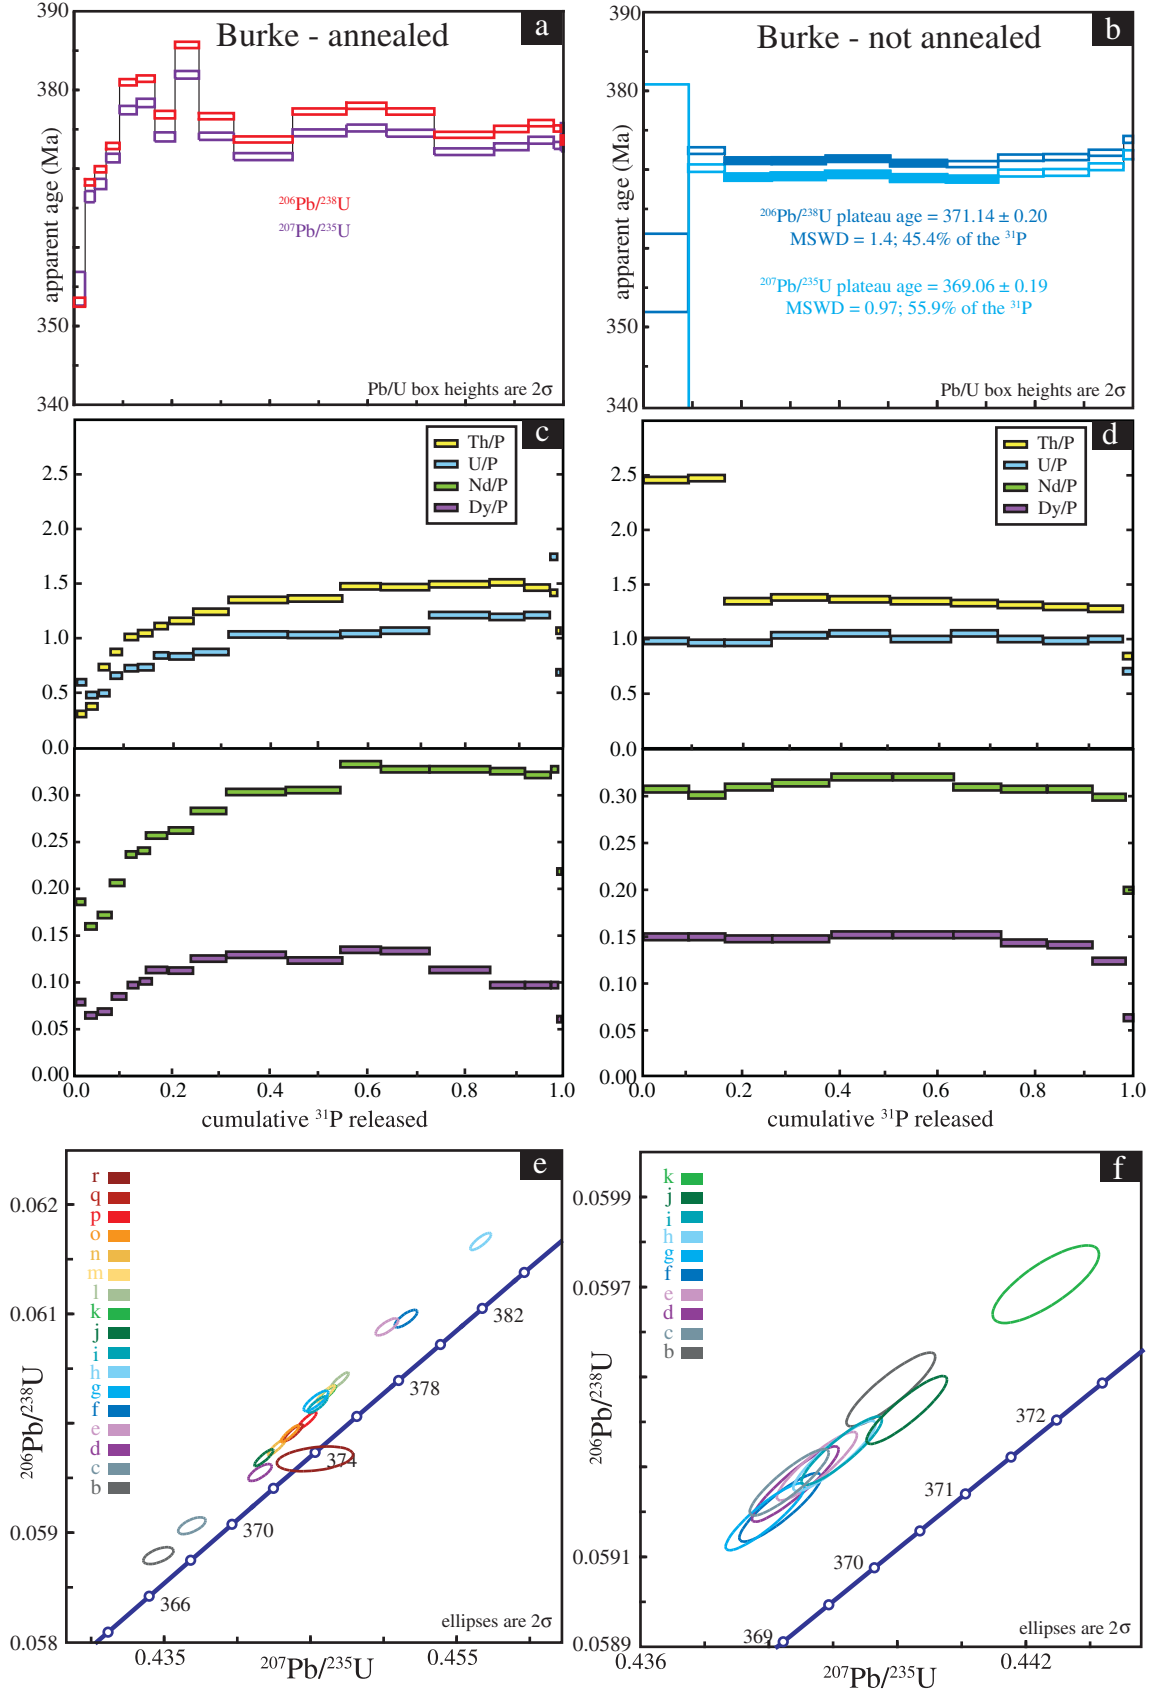 Burke - annealed
a
390
380
350
340
apparent age (Ma)
²⁰⁶Pb/²³⁸U
²⁰⁷Pb/²³⁵U
Pb/U box heights are 2σ
Burke - not annealed
b
390
380
350
340
apparent age (Ma)
²⁰⁶Pb/²³⁸U plateau age = 371.14 ± 0.20
MSWD = 1.4; 45.4% of the ³¹P
²⁰⁷Pb/²³⁵U plateau age = 369.06 ± 0.19
MSWD = 0.97; 55.9% of the ³¹P
Pb/U box heights are 2σ
c
Th/P
U/P
Nd/P
Dy/P
2.5
2.0
1.5
1.0
0.5
0.0
0.30
0.25
0.20
0.15
0.10
0.05
0.00
0.0 0.2 0.4 0.6 0.8 1.0
cumulative ³¹P released
d
Th/P
U/P
Nd/P
Dy/P
2.5
2.0
1.5
1.0
0.5
0.0
0.30
0.25
0.20
0.15
0.10
0.05
0.00
0.0 0.2 0.4 0.6 0.8 1.0
cumulative ³¹P released
e
r
q
p
o
n
m
l
k
j
i
h
g
f
e
d
c
b
0.062
0.061
0.059
0.058
²⁰⁶Pb/²³⁸U
382
378
374
370
366
ellipses are 2σ
0.435 0.455
²⁰⁷Pb/²³⁵U
f
k
j
i
h
g
f
e
d
c
b
0.0599
0.0597
0.0591
0.0589
²⁰⁶Pb/²³⁸U
372
371
370
369
ellipses are 2σ
0.436 0.442
²⁰⁷Pb/²³⁵U